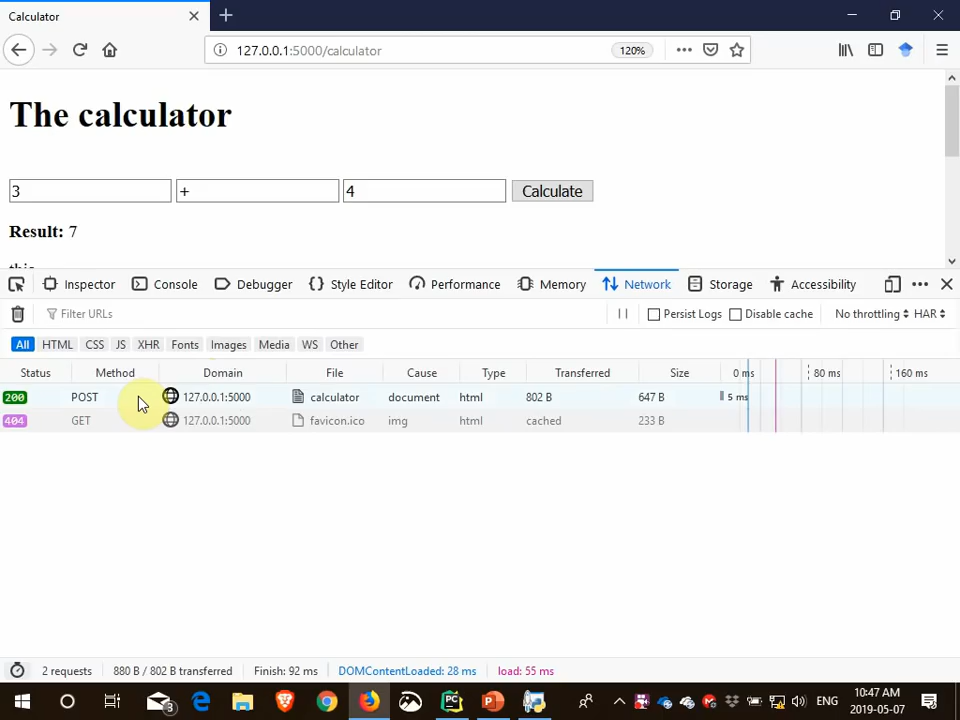 Calculator
127.0.0.1:5000/calculator
120%
The calculator
3
+
4
Calculate
Result: 7
Inspector
Console
Debugger
Style Editor
Performance
Memory
Network
Storage
Accessibility
Filter URLs
Persist Logs
Disable cache
No throttling
HAR
All HTML CSS JS XHR Fonts Images Media WS Other
Status Method Domain File Cause Type Transferred Size 0 ms 80 ms 160 ms
200 POST 127.0.0.1:5000 calculator document html 802 B 647 B 5 ms
404 GET 127.0.0.1:5000 favicon.ico img html cached 233 B
2 requests 880 B / 802 B transferred Finish: 92 ms DOMContentLoaded: 28 ms load: 55 ms
3
ENG
10:47 AM
2019-05-07